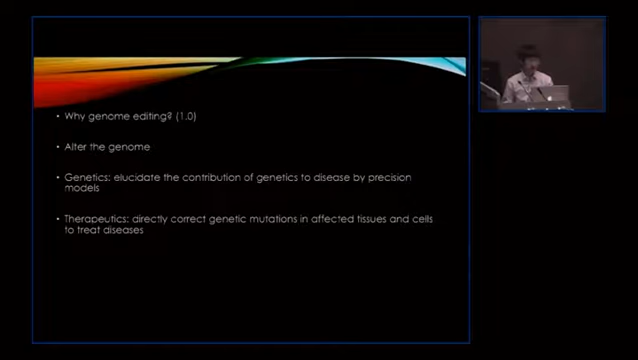 • Why genome editing? (1.0)
• Alter the genome
• Genetics: elucidate the contribution of genetics to disease by precision
models
• Therapeutics: directly correct genetic mutations in affected tissues and cells
to treat diseases